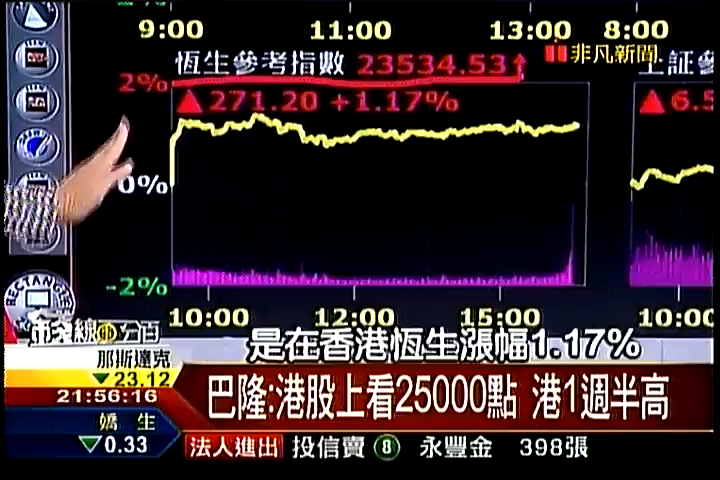 9:00 11:00 13:00 8:00
恆生參考指數 23534.53
非凡新聞
上証參
2%
▲271.20 +1.17%
▲6.5
0%
-2%
10:00 12:00 15:00 10:00
RECTANGLE
那斯達克
▼23.12
21:56:16
嬌生
▽0.33
是在香港恆生漲幅1.17%
巴隆:港股上看25000點 港1週半高
法人進出 投信賣 8 永豐金 398張